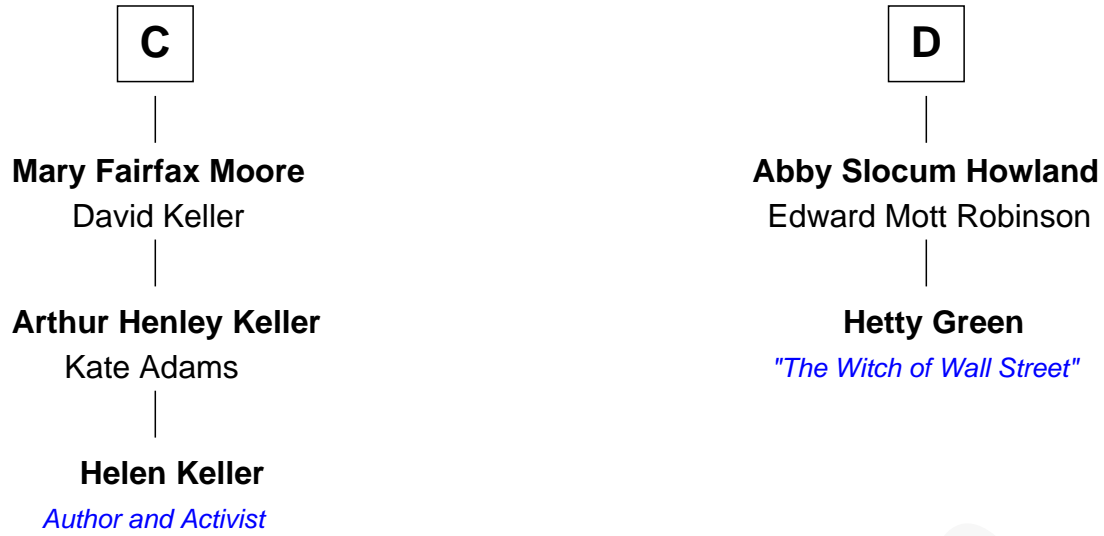 C
Mary Fairfax Moore
David Keller
Arthur Henley Keller
Kate Adams
Helen Keller
Author and Activist
D
Abby Slocum Howland
Edward Mott Robinson
Hetty Green
"The Witch of Wall Street"